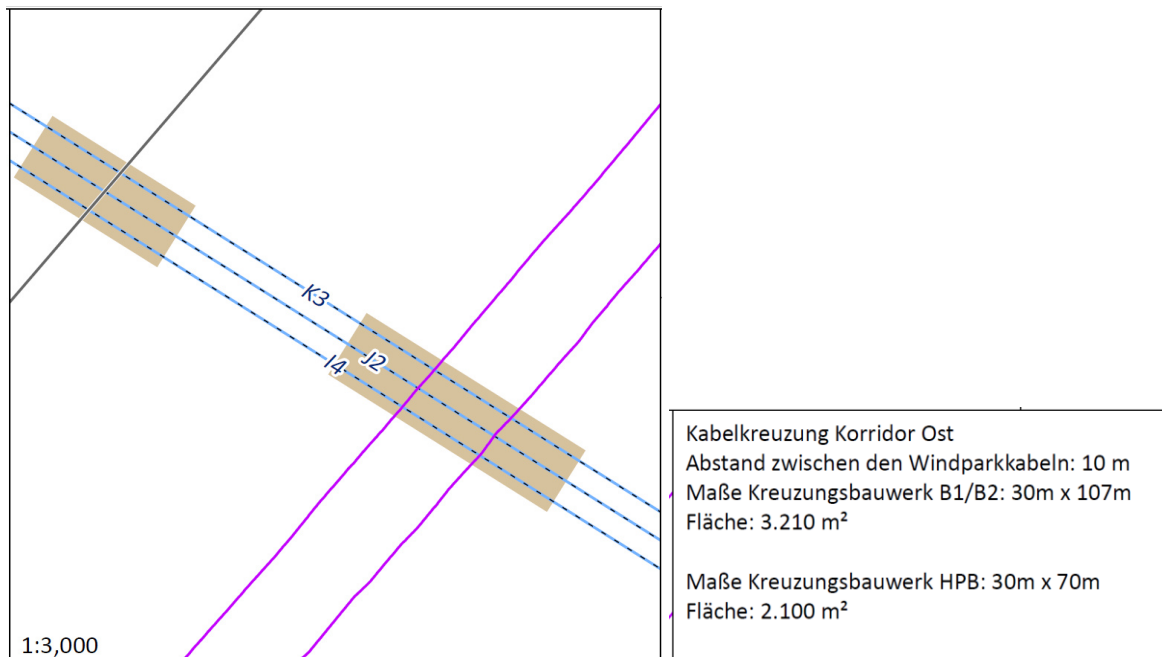 K3
J2
I4
1:3,000
Kabelkreuzung Korridor Ost
Abstand zwischen den Windparkkabeln: 10 m
Maße Kreuzungsbauwerk B1/B2: 30m x 107m
Fläche: 3.210 m²
Maße Kreuzungsbauwerk HPB: 30m x 70m
Fläche: 2.100 m²